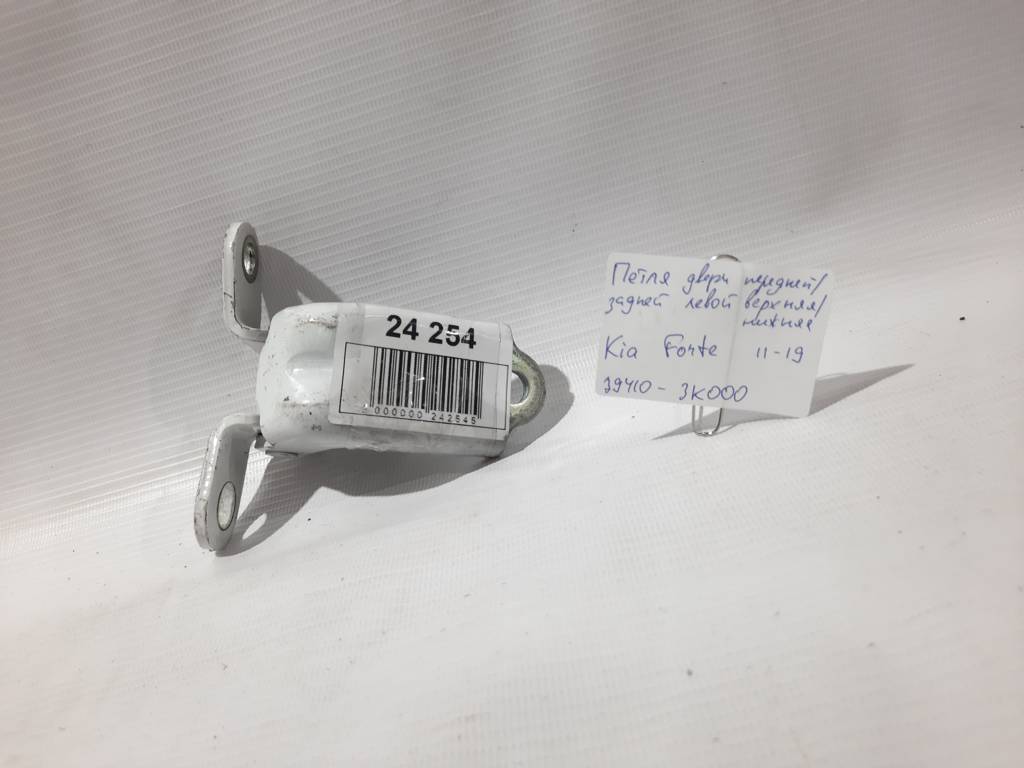 24 254
000000 242545
Петля двери передней/
задней левой верхняя/
нижняя
Kia Forte 11-19
79410-3K000